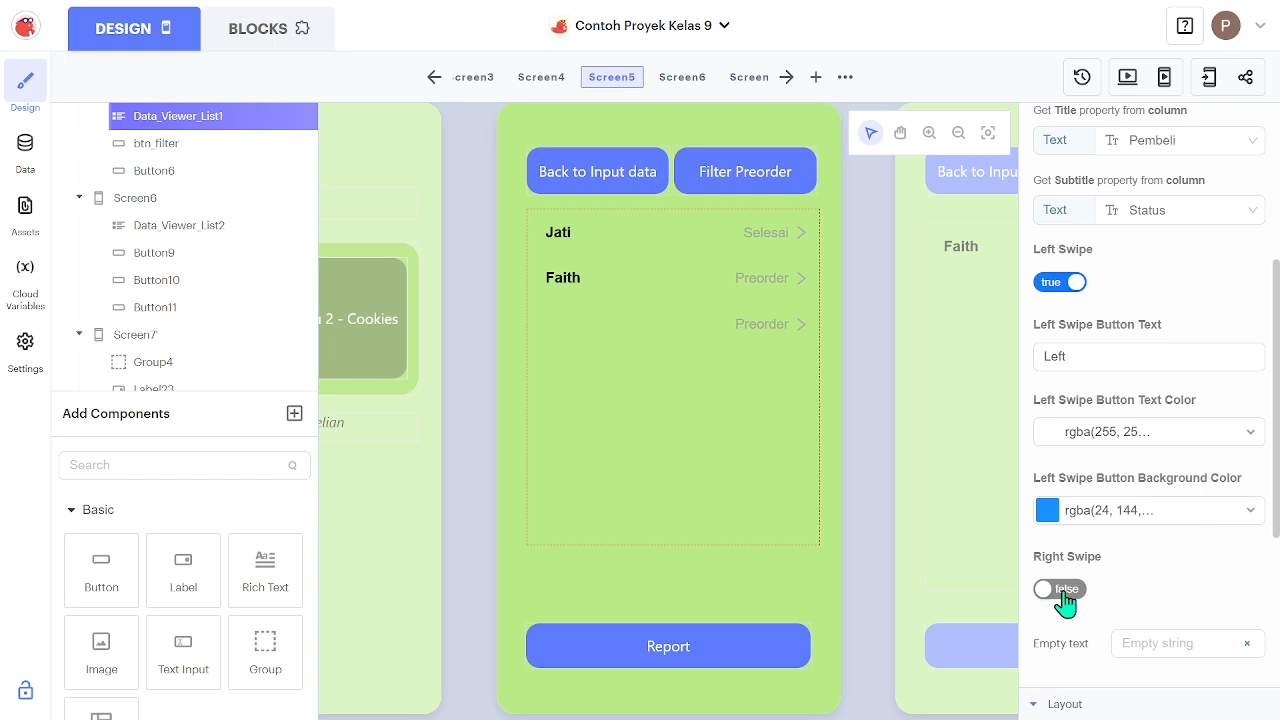 DESIGN
BLOCKS
Contoh Proyek Kelas 9
P
Screen4
Screen5
Screen6
Screen
Design
Data
Assets
Cloud
Variables
Settings
Data_Viewer_List1
btn_filter
Button6
Screen6
Data_Viewer_List2
Button9
Button10
Button11
Screen7
Group4
Label23
Add Components
Search
Basic
Button
Label
Rich Text
Image
Text Input
Group
2 - Cookies
Back to Input data
Filter Preorder
Jati
Selesai
Faith
Preorder
Preorder
Report
Back to
Faith
Get Title property from column
Text
Pembeli
Get Subtitle property from column
Text
Status
Left Swipe
true
Left Swipe Button Text
Left
Left Swipe Button Text Color
rgba(255, 25...
Left Swipe Button Background Color
rgba(24, 144,...
Right Swipe
false
Empty text
Empty string
Layout